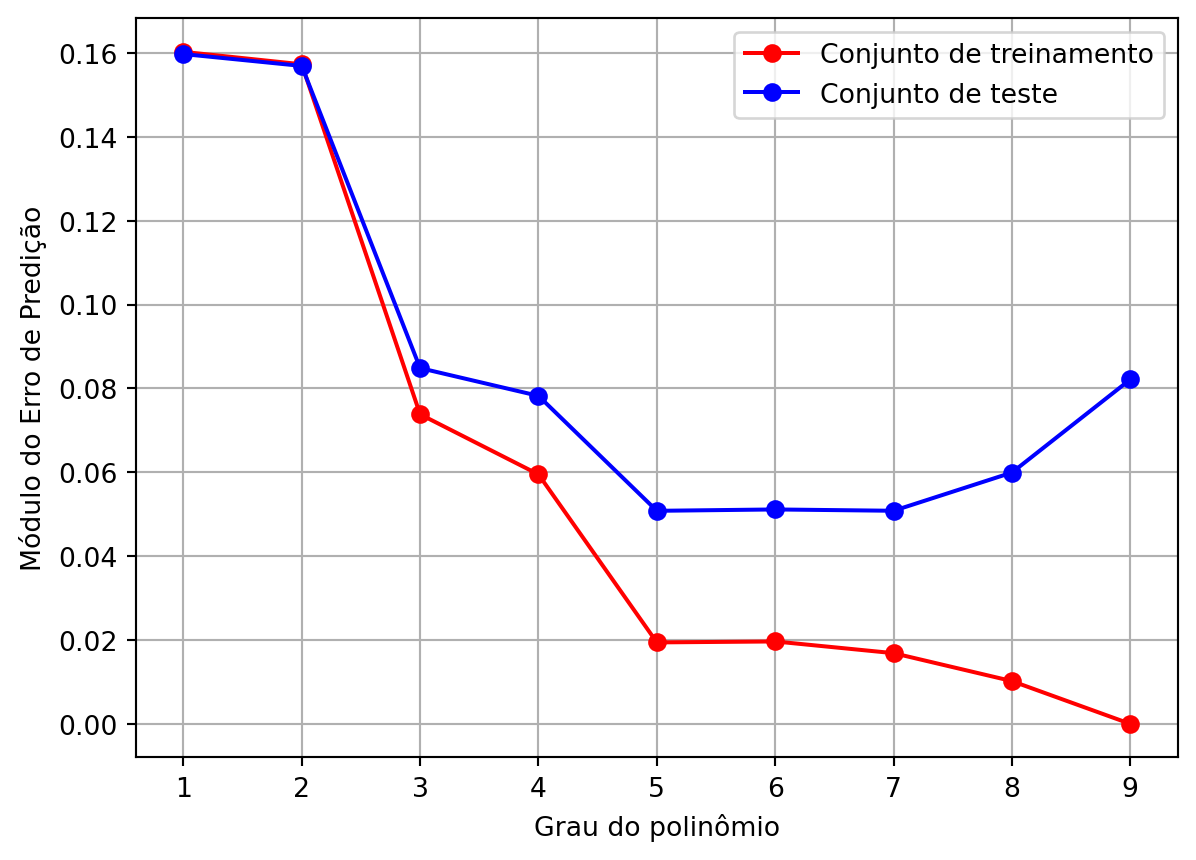 Conjunto de treinamento
Conjunto de teste
Módulo do Erro de Predição
0.16
0.14
0.12
0.10
0.08
0.06
0.04
0.02
0.00
1 2 3 4 5 6 7 8 9
Grau do polinômio